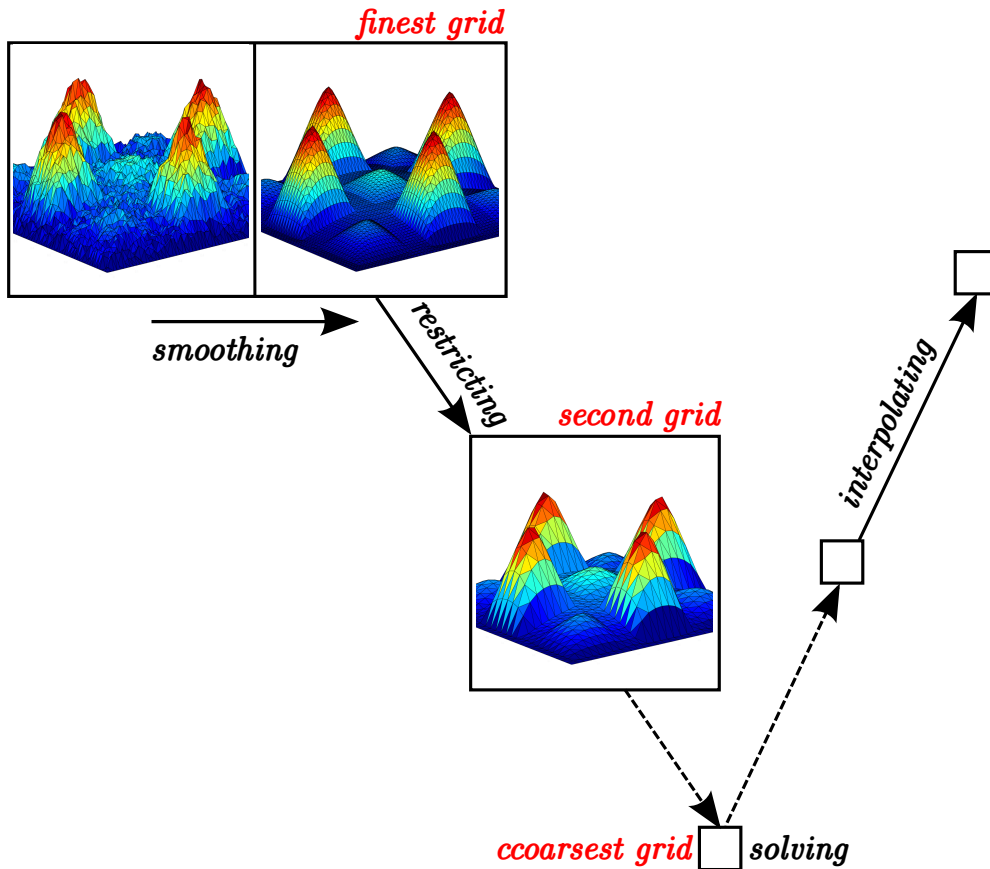 finest grid
smoothing
restricting
second grid
interpolating
ccoarsest grid
solving